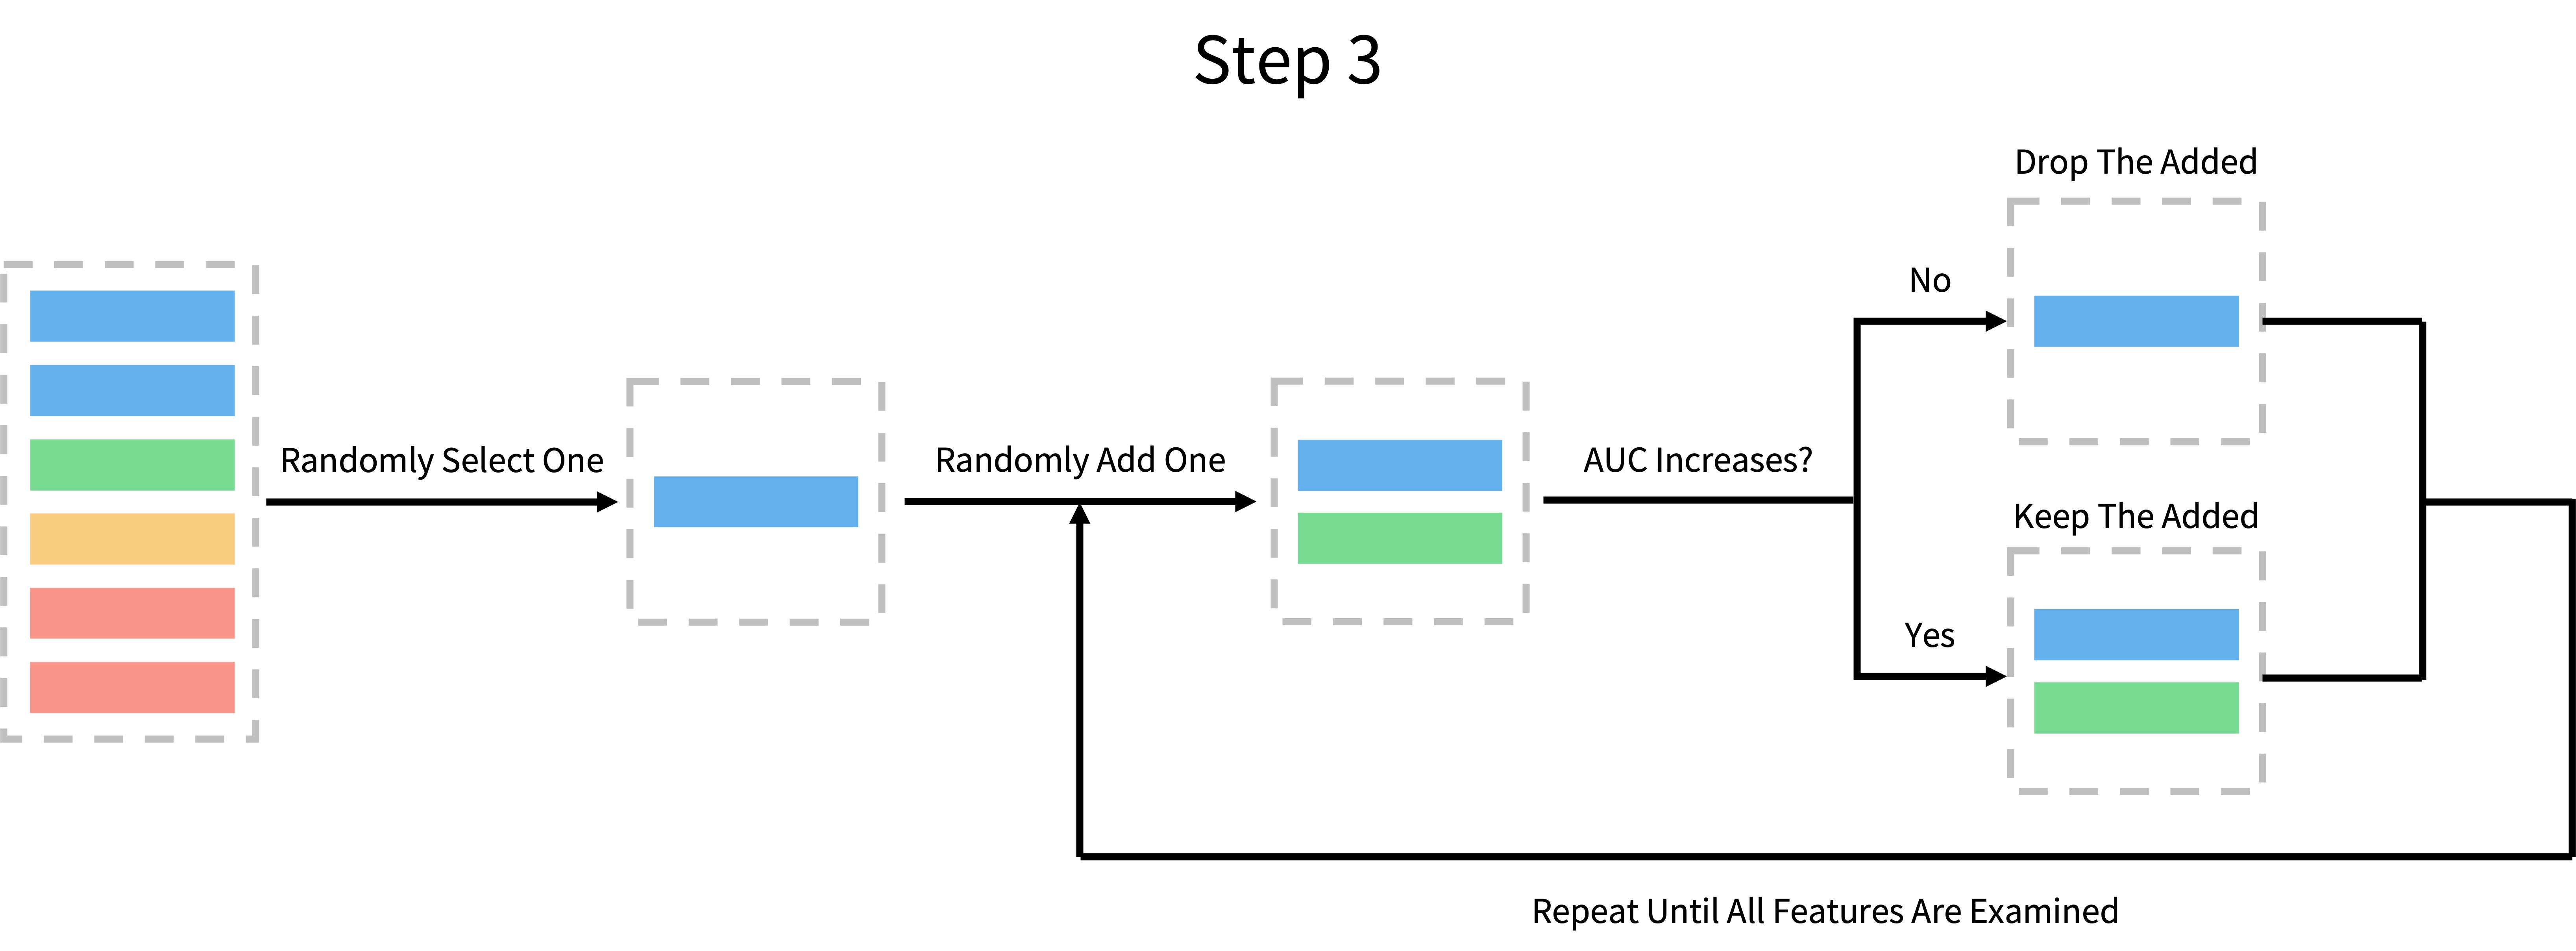 Step 3
Randomly Select One
Randomly Add One
AUC Increases?
No
Drop The Added
Yes
Keep The Added
Repeat Until All Features Are Examined